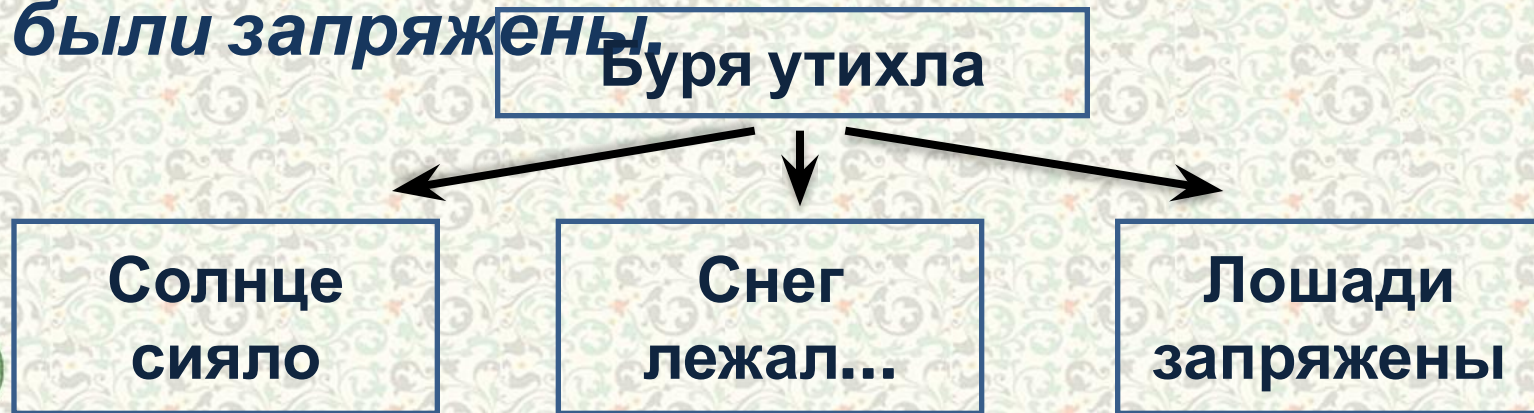 были запряжены.
Буря утихла
Солнце
сияло
Снег
лежал...
Лошади
запряжены